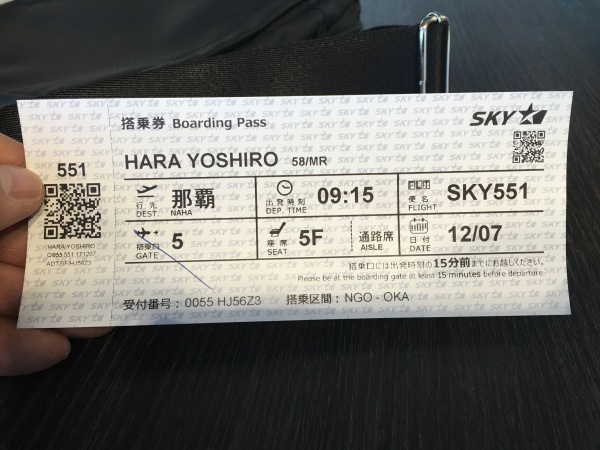 551
HARA/YOSHIRO
O055 551 171207
搭乗券 Boarding Pass
SKY
HARA YOSHIRO 58/MR
行先 DEST. 那覇 NAHA
出発時刻 DEP. TIME 09:15
便名 FLIGHT SKY551
搭乗口 GATE 5
座席 SEAT 5F 通路席 AISLE
日付 DATE 12/07
搭乗口には出発時刻の15分前までにお越しください。
Please be at the boarding gate at least 15 minutes before departure.
受付番号：0055 HJ56Z3 搭乗区間：NGO - OKA